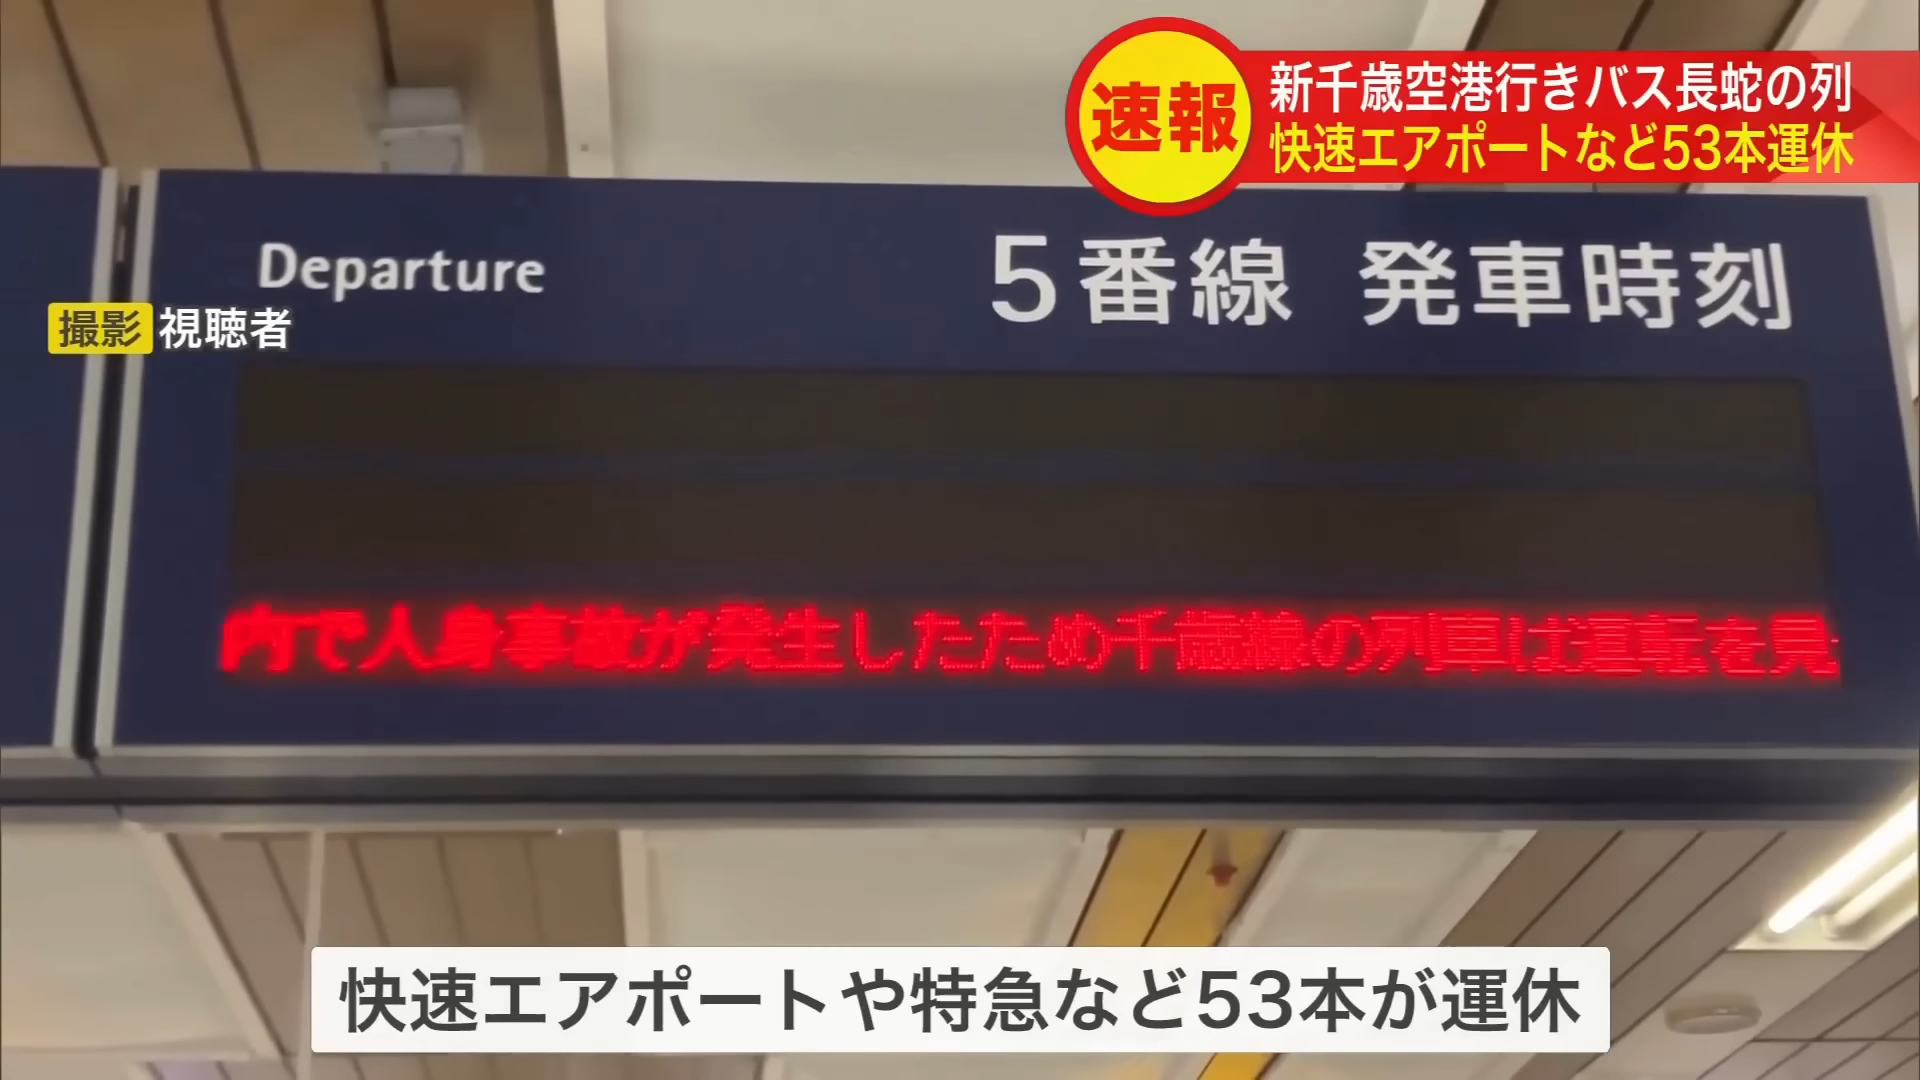 速報
新千歳空港行きバス長蛇の列
快速エアポートなど53本運休
Departure
5番線 発車時刻
撮影 視聴者
内で人身事故が発生したため千歳線の列車は運転を見
快速エアポートや特急など53本が運休